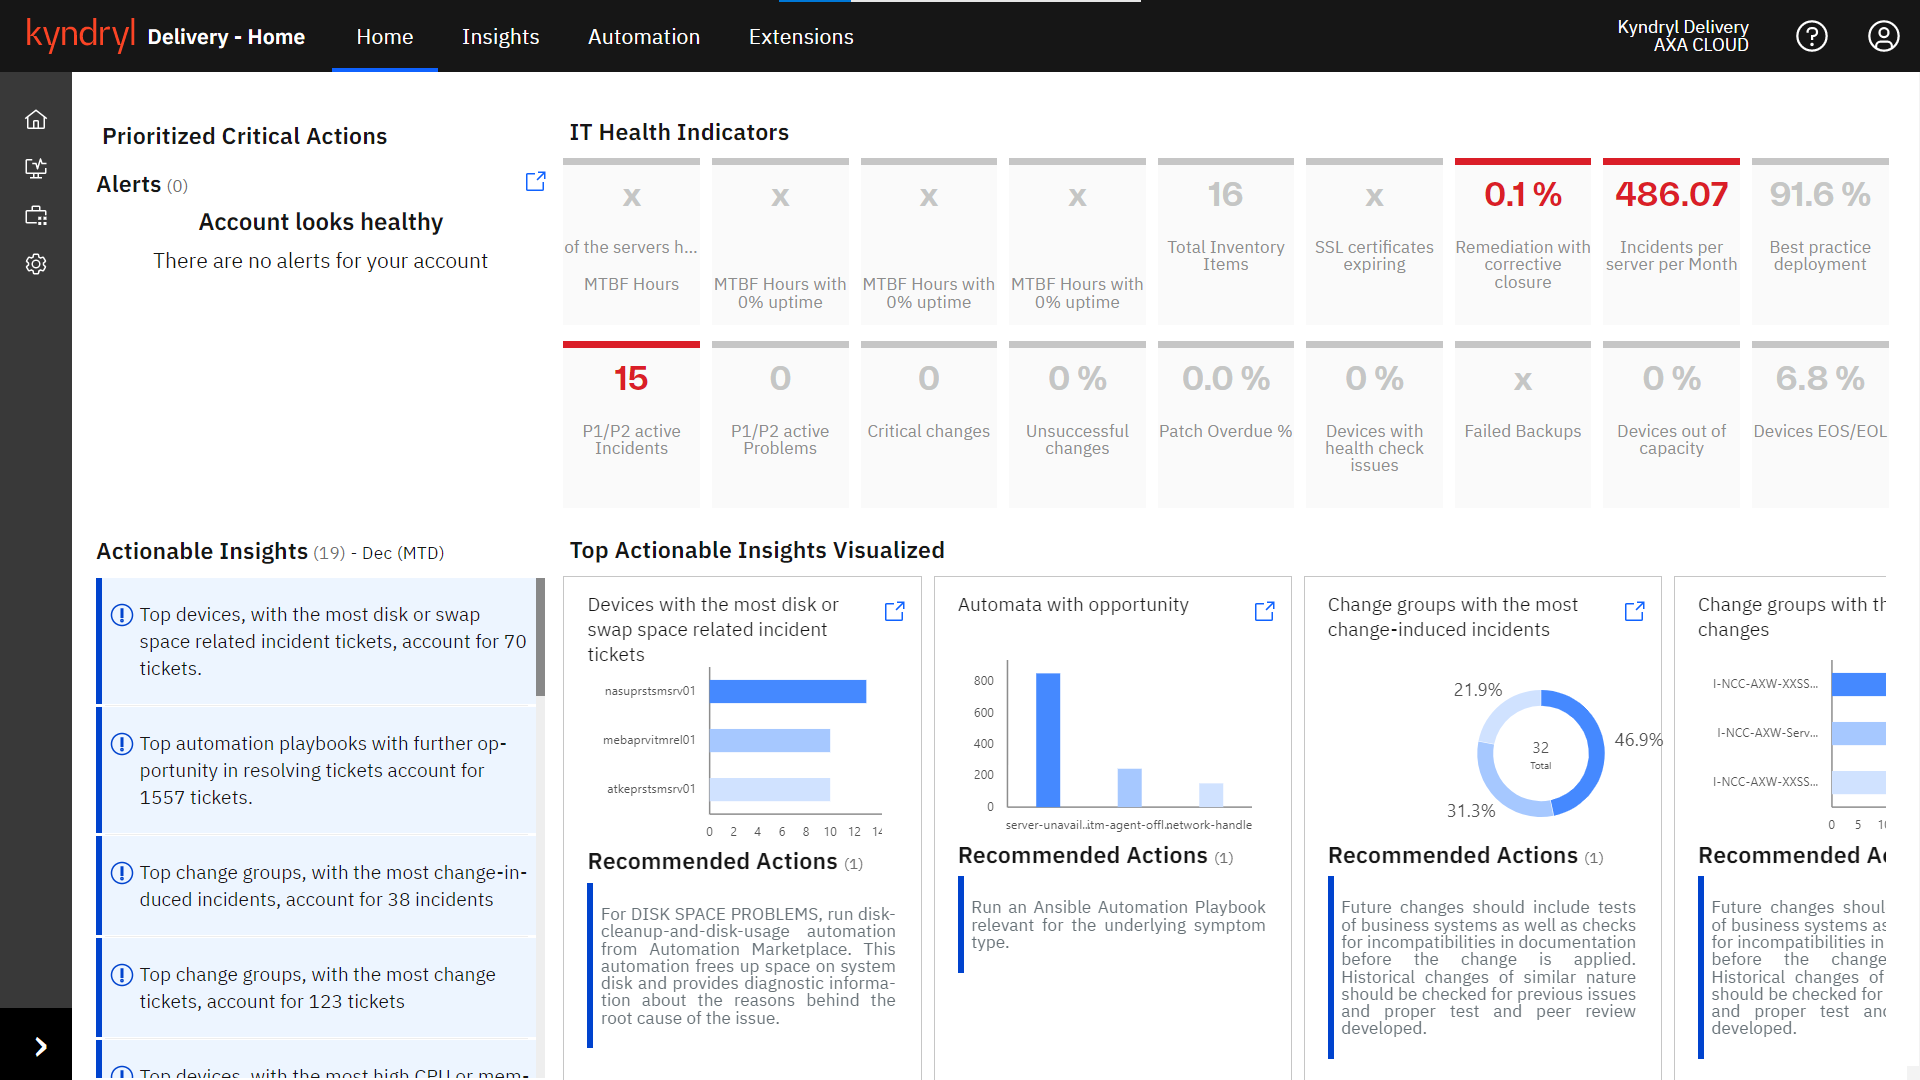 kyndryl Delivery - Home
Home
Insights
Automation
Extensions
Kyndryl Delivery
AXA CLOUD
Prioritized Critical Actions
Alerts (0)
Account looks healthy
There are no alerts for your account
IT Health Indicators
x
of the servers h...
MTBF Hours
x
MTBF Hours with
0% uptime
x
MTBF Hours with
0% uptime
x
MTBF Hours with
0% uptime
16
Total Inventory
Items
x
SSL certificates
expiring
0.1 %
Remediation with
corrective
closure
486.07
Incidents per
server per Month
91.6 %
Best practice
deployment
15
P1/P2 active
Incidents
0
P1/P2 active
Problems
0
Critical changes
0 %
Unsuccessful
changes
0.0 %
Patch Overdue %
0 %
Devices with
health check
issues
x
Failed Backups
0 %
Devices out of
capacity
6.8 %
Devices EOS/EOL
Actionable Insights (19) - Dec (MTD)
Top devices, with the most disk or swap
space related incident tickets, account for 70
tickets.
Top automation playbooks with further op-
portunity in resolving tickets account for
1557 tickets.
Top change groups, with the most change-in-
duced incidents, account for 38 incidents
Top change groups, with the most change
tickets, account for 123 tickets
Top devices, with the most high CPU or mem-
Top Actionable Insights Visualized
Devices with the most disk or
swap space related incident
tickets
nasuprstsmsrv01
mebaprvitmrel01
atkeprstsmsrv01
0 2 4 6 8 10 12 14
Recommended Actions (1)
For DISK SPACE PROBLEMS, run disk-
cleanup-and-disk-usage automation
from Automation Marketplace. This
automation frees up space on system
disk and provides diagnostic informa-
tion about the reasons behind the
root cause of the issue.
Automata with opportunity
800
600
400
200
0
server-unavail...
itm-agent-offl...
network-handle
Recommended Actions (1)
Run an Ansible Automation Playbook
relevant for the underlying symptom
type.
Change groups with the most
change-induced incidents
21.9%
46.9%
31.3%
32
Total
Recommended Actions (1)
Future changes should include tests
of business systems as well as checks
for incompatibilities in documentation
before the change is applied.
Historical changes of similar nature
should be checked for previous issues
and proper test and peer review
developed.
Change groups with th
changes
I-NCC-AXW-XXSS...
I-NCC-AXW-Serv...
I-NCC-AXW-XXSS...
0 5 10
Recommended Ac
Future changes shoul
of business systems as
for incompatibilities in
before the change
Historical changes of
should be checked for
and proper test and
developed.